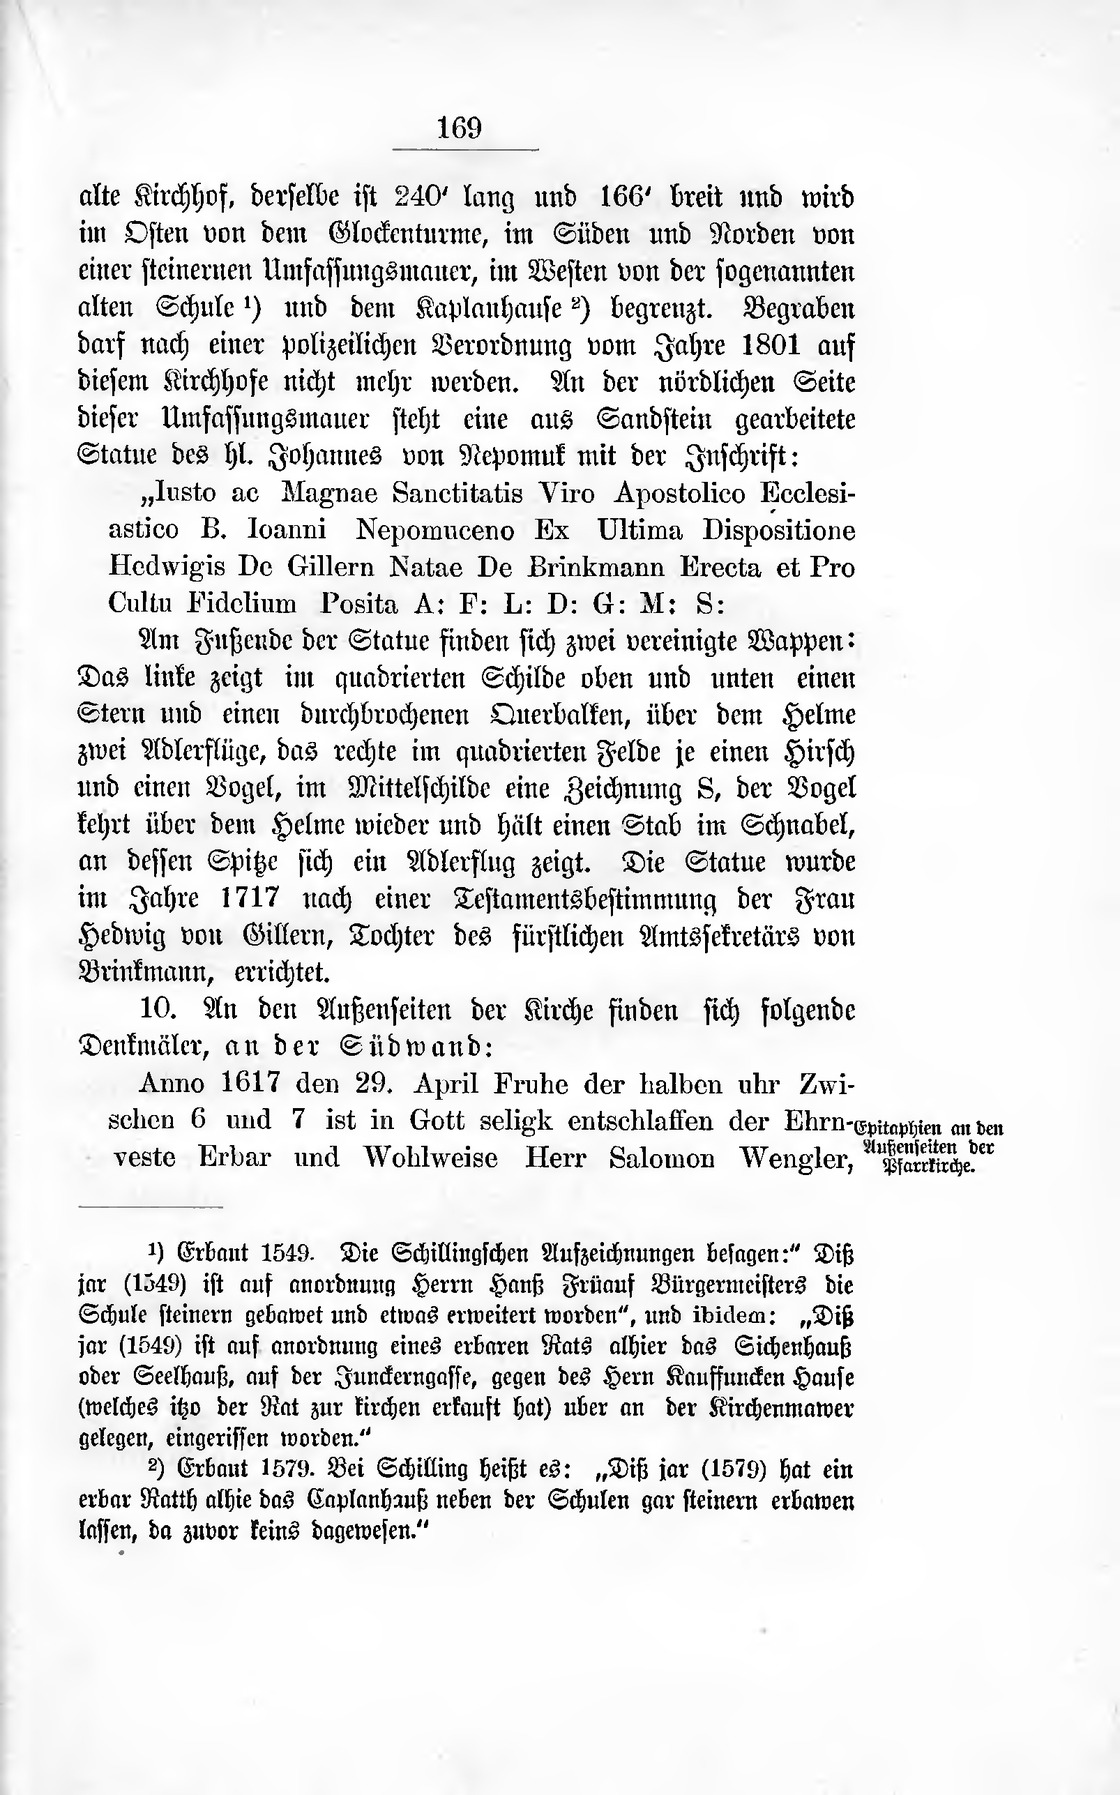 169
alte Kirchhof, derselbe ist 240' lang und 166' breit und wird
im Osten von dem Glockenturme, im Süden und Norden von
einer steinernen Umfassungsmauer, im Westen von der sogenannten
alten Schule ¹) und dem Kaplanhause ²) begrenzt. Begraben
darf nach einer polizeilichen Verordnung vom Jahre 1801 auf
diesem Kirchhofe nicht mehr werden. An der nördlichen Seite
dieser Umfassungsmauer steht eine aus Sandstein gearbeitete
Statue des hl. Johannes von Nepomuk mit der Inschrift:
„Iusto ac Magnae Sanctitatis Viro Apostolico Ecclesi-
astico B. Ioanni Nepomuceno Ex Ultima Dispositione
Hedwigis De Gillern Natae De Brinkmann Erecta et Pro
Cultu Fidelium Posita A: F: L: D: G: M: S:
Am Fußende der Statue finden sich zwei vereinigte Wappen:
Das linke zeigt im quadrierten Schilde oben und unten einen
Stern und einen durchbrochenen Querbalken, über dem Helme
zwei Adlerflüge, das rechte im quadrierten Felde je einen Hirsch
und einen Vogel, im Mittelschilde eine Zeichnung S, der Vogel
kehrt über dem Helme wieder und hält einen Stab im Schnabel,
an dessen Spitze sich ein Adlerflug zeigt. Die Statue wurde
im Jahre 1717 nach einer Testamentsbestimmung der Frau
Hedwig von Gillern, Tochter des fürstlichen Amtssekretärs von
Brinkmann, errichtet.
10. An den Außenseiten der Kirche finden sich folgende
Denkmäler, an der Südwand:
Anno 1617 den 29. April Fruhe der halben uhr Zwi-
schen 6 und 7 ist in Gott seligk entschlaffen der Ehrn-
veste Erbar und Wohlweise Herr Salomon Wengler,
Epitaphien an den
Außenseiten der
Pfarrkirche.
¹) Erbaut 1549. Die Schillingschen Aufzeichnungen besagen:" Diß
jar (1549) ist auf anordnung Herrn Hanß Früauf Bürgermeisters die
Schule steinern gebawet und etwas erweitert worden", und ibidem: „Diß
jar (1549) ist auf anordnung eines erbaren Rats alhier das Sichenhauß
oder Seelhauß, auf der Junderngasse, gegen des Hern Kauffuncken Hause
(welches itzo der Rat zur kirchen erkauft hat) uber an der Kirchenmawer
gelegen, eingeriffen worden."
²) Erbaut 1579. Bei Schilling heißt es: „Diß jar (1579) hat ein
erbar Ratth alhie das Caplanhauß neben der Schulen gar steinern erbawen
lassen, da zuvor keins dagewesen."